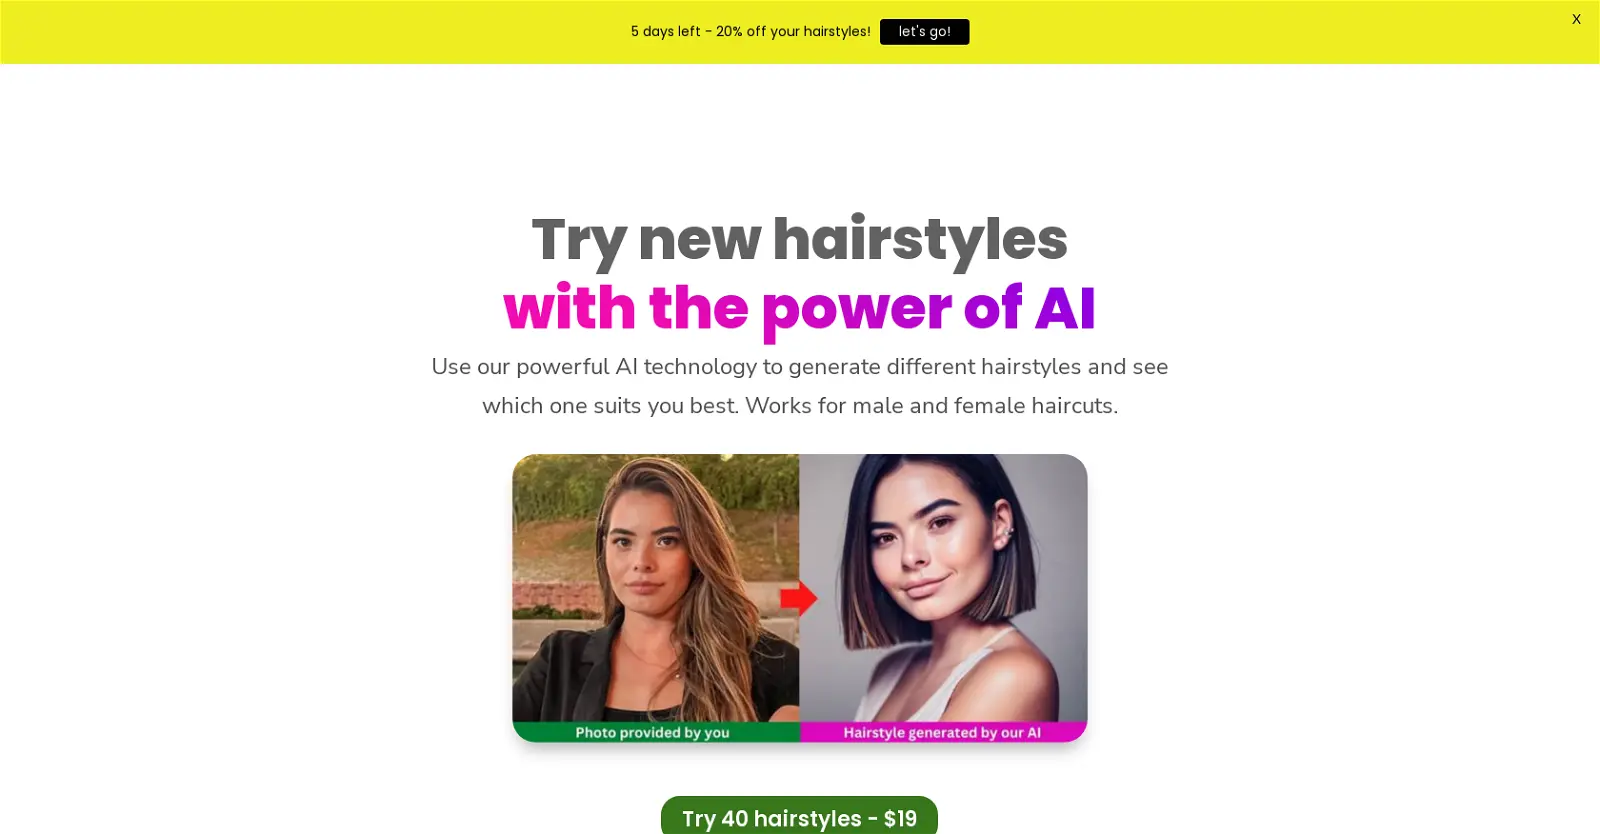 5 days left - 20% off your hairstyles!
let's go!
X
Try new hairstyles
with the power of AI
Use our powerful AI technology to generate different hairstyles and see
which one suits you best. Works for male and female haircuts.
Photo provided by you
Hairstyle generated by our AI
Try 40 hairstyles - $19